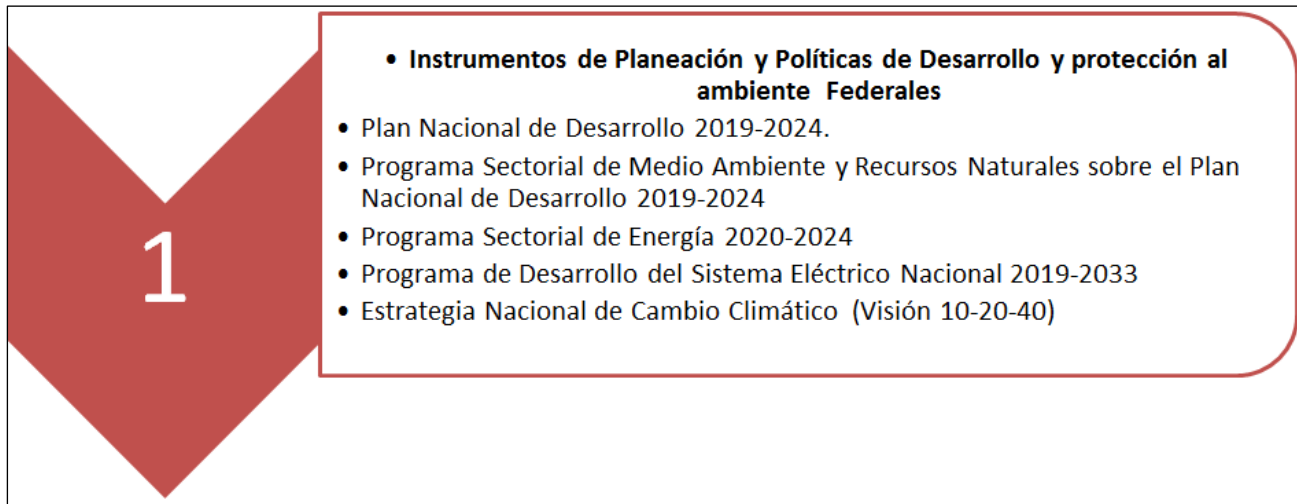 1
• Instrumentos de Planeación y Políticas de Desarrollo y protección al
ambiente Federales
• Plan Nacional de Desarrollo 2019-2024.
• Programa Sectorial de Medio Ambiente y Recursos Naturales sobre el Plan
Nacional de Desarrollo 2019-2024
• Programa Sectorial de Energía 2020-2024
• Programa de Desarrollo del Sistema Eléctrico Nacional 2019-2033
• Estrategia Nacional de Cambio Climático (Visión 10-20-40)